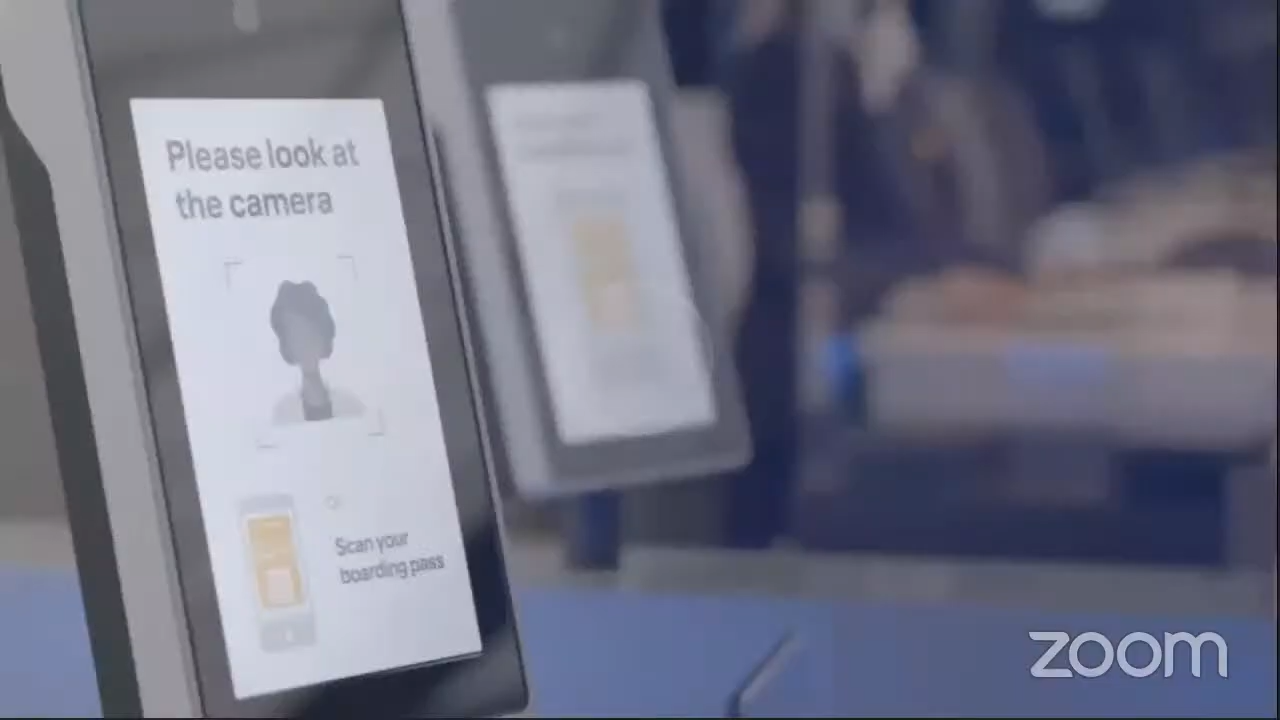 Please look at
the camera
Scan your
boarding pass
zoom